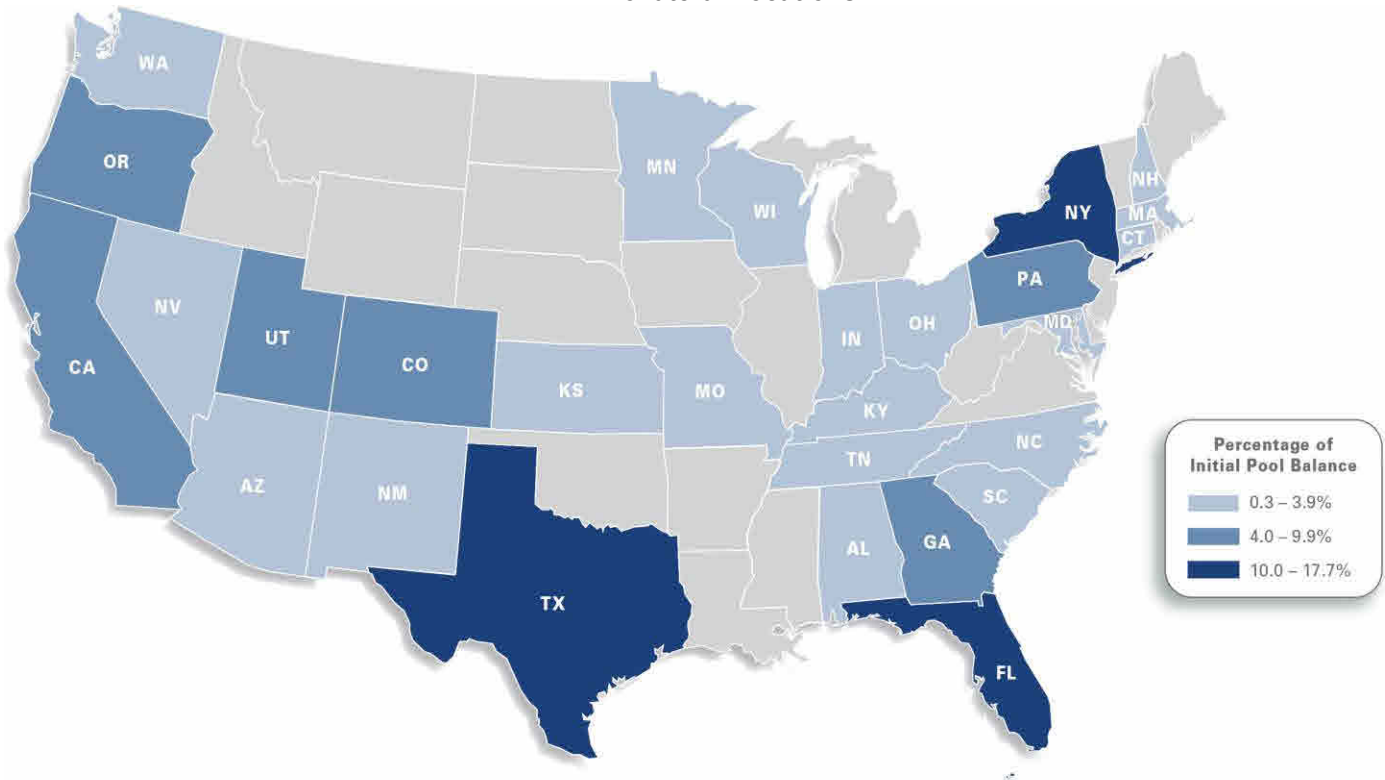 WA
OR
MN
NH
WI
NY
MA
CT
PA
NV
UT
CO
IN
OH
MD
CA
KS
MO
KY
NC
TN
AZ
NM
SC
AL
GA
TX
FL
Percentage of
Initial Pool Balance
0.3 – 3.9%
4.0 – 9.9%
10.0 – 17.7%